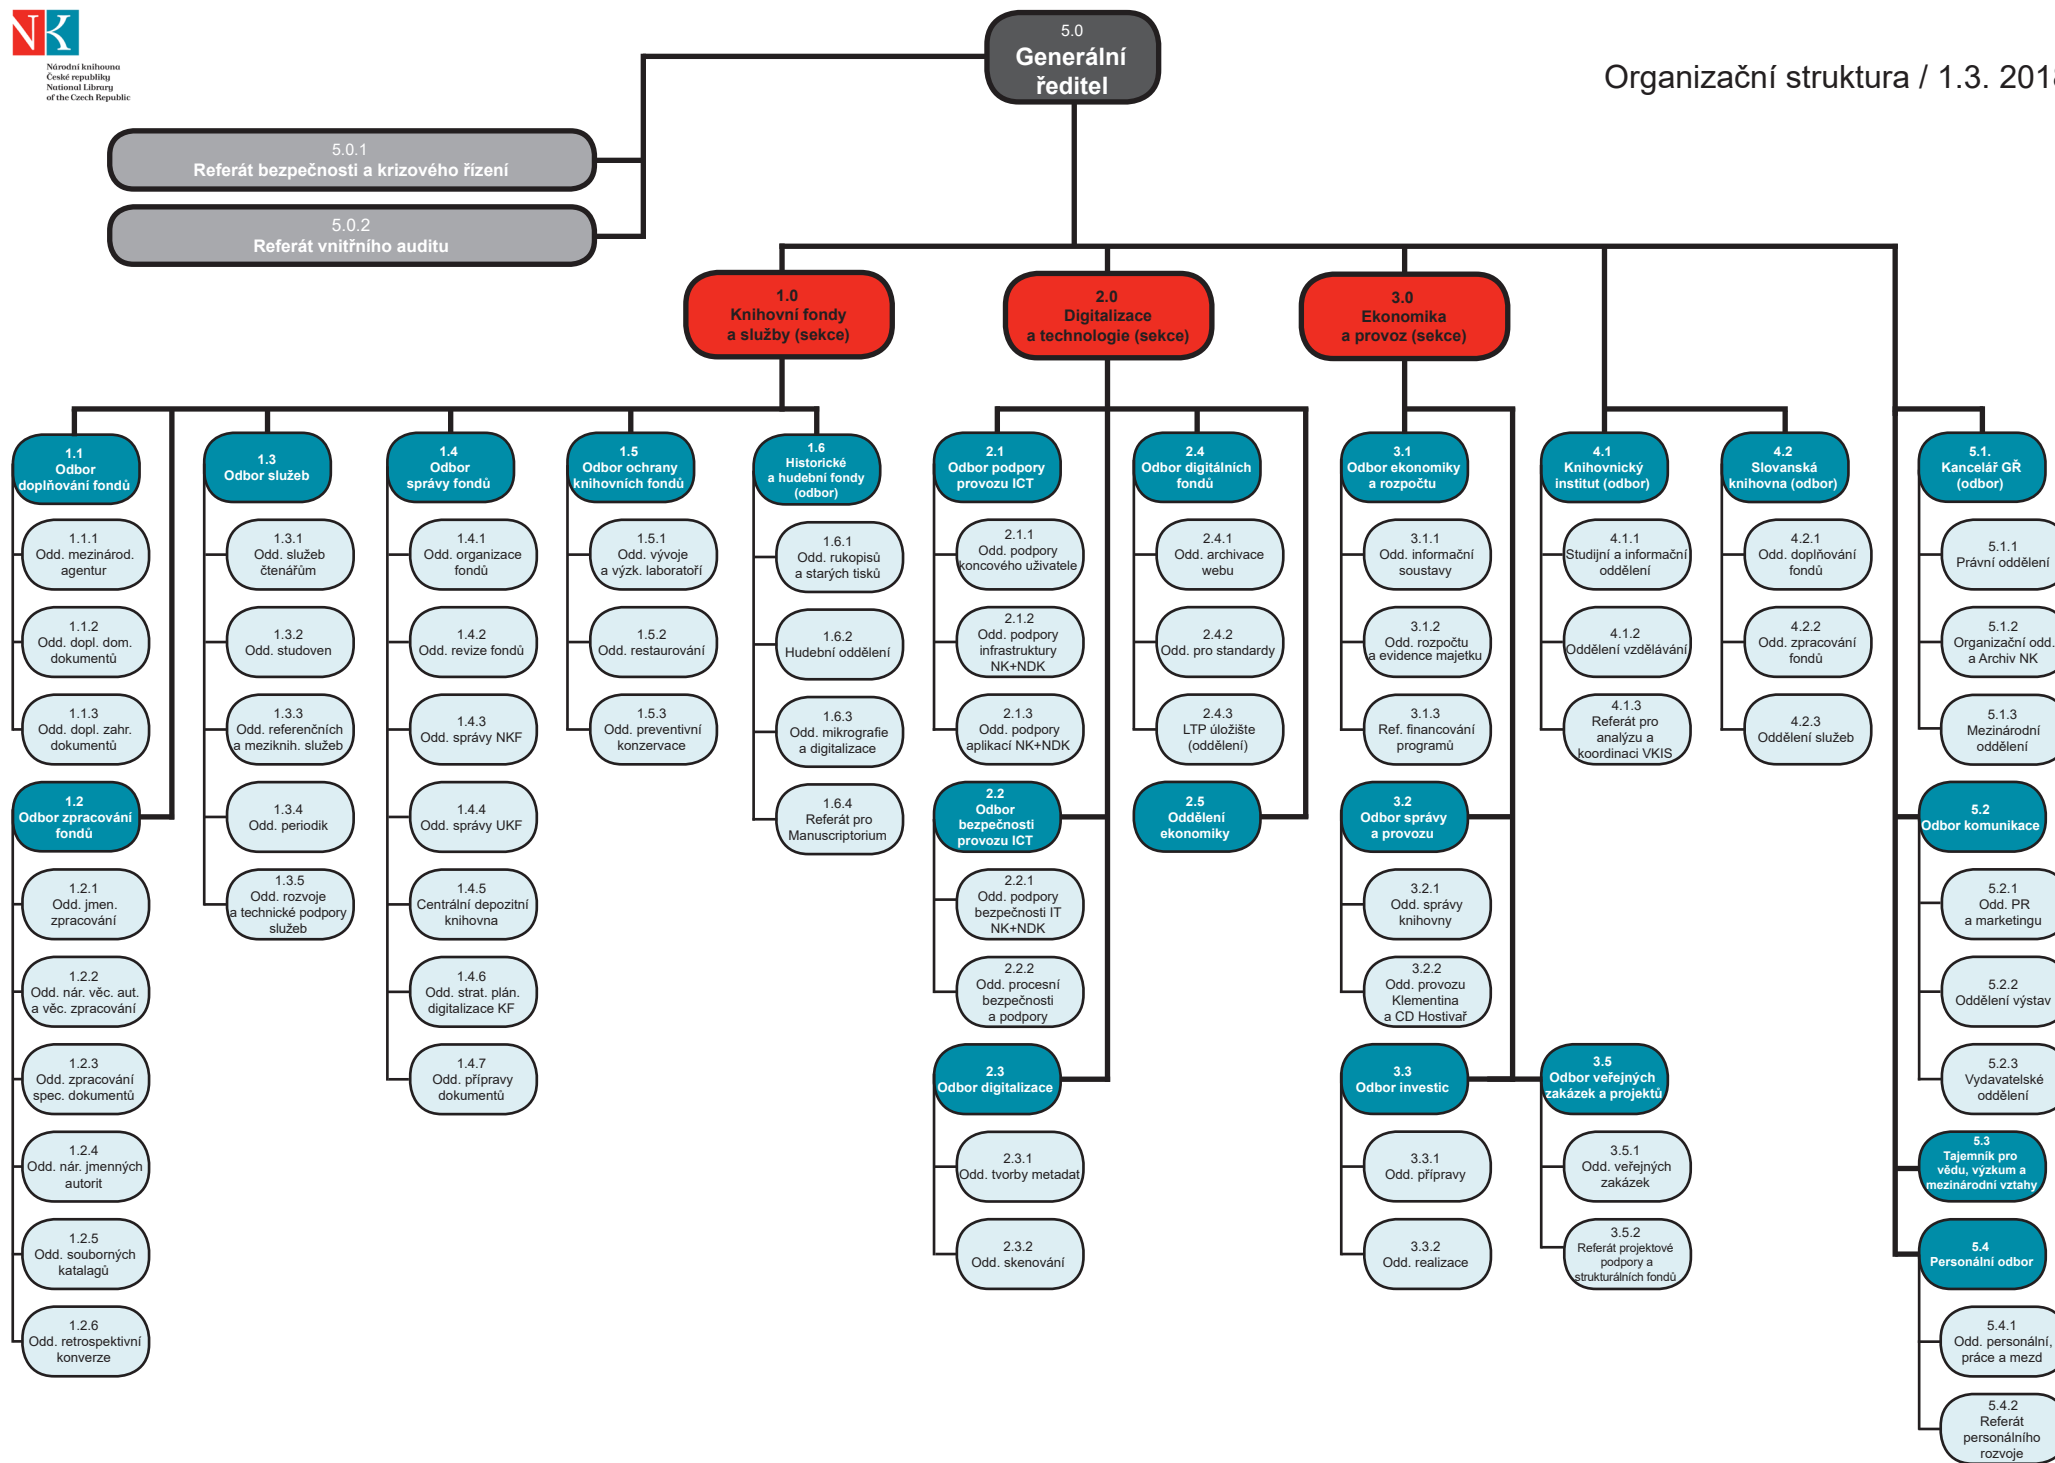 NK
Národní knihovna
České republiky
National Library
of the Czech Republic
Organizační struktura / 1.3. 2018
5.0
Generální
ředitel
5.0.1
Referát bezpečnosti a krizového řízení
5.0.2
Referát vnitřního auditu
1.0
Knihovní fondy
a služby (sekce)
2.0
Digitalizace
a technologie (sekce)
3.0
Ekonomika
a provoz (sekce)
1.1
Odbor
doplňování fondů
1.1.1
Odd. mezinárod.
agentur
1.1.2
Odd. dopl. dom.
dokumentů
1.1.3
Odd. dopl. zahr.
dokumentů
1.2
Odbor zpracování
fondů
1.2.1
Odd. jmen.
zpracování
1.2.2
Odd. nár. věc. aut.
a věc. zpracování
1.2.3
Odd. zpracování
spec. dokumentů
1.2.4
Odd. nár. jmenných
autorit
1.2.5
Odd. souborných
katalagů
1.2.6
Odd. retrospektivní
konverze
1.3
Odbor služeb
1.3.1
Odd. služeb
čtenářům
1.3.2
Odd. studoven
1.3.3
Odd. referenčních
a meziknih. služeb
1.3.4
Odd. periodik
1.3.5
Odd. rozvoje
a technické podpory
služeb
1.4
Odbor
správy fondů
1.4.1
Odd. organizace
fondů
1.4.2
Odd. revize fondů
1.4.3
Odd. správy NKF
1.4.4
Odd. správy UKF
1.4.5
Centrální depozitní
knihovna
1.4.6
Odd. strat. plán.
digitalizace KF
1.4.7
Odd. přípravy
dokumentů
1.5
Odbor ochrany
knihovních fondů
1.5.1
Odd. vývoje
a výzk. laboratoří
1.5.2
Odd. restaurování
1.5.3
Odd. preventivní
konzervace
1.6
Historické
a hudební fondy
(odbor)
1.6.1
Odd. rukopisů
a starých tisků
1.6.2
Hudební oddělení
1.6.3
Odd. mikrografie
a digitalizace
1.6.4
Referát pro
Manuscriptorium
2.1
Odbor podpory
provozu ICT
2.1.1
Odd. podpory
koncového uživatele
2.1.2
Odd. podpory
infrastruktury
NK+NDK
2.1.3
Odd. podpory
aplikací NK+NDK
2.2
Odbor
bezpečnosti
provozu ICT
2.2.1
Odd. podpory
bezpečnosti IT
NK+NDK
2.2.2
Odd. procesní
bezpečnosti
a podpory
2.3
Odbor digitalizace
2.3.1
Odd. tvorby metadat
2.3.2
Odd. skenování
2.4
Odbor digitálních
fondů
2.4.1
Odd. archivace
webu
2.4.2
Odd. pro standardy
2.4.3
LTP úložište
(oddělení)
2.5
Oddělení
ekonomiky
3.1
Odbor ekonomiky
a rozpočtu
3.1.1
Odd. informační
soustavy
3.1.2
Odd. rozpočtu
a evidence majetku
3.1.3
Ref. financování
programů
3.2
Odbor správy
a provozu
3.2.1
Odd. správy
knihovny
3.2.2
Odd. provozu
Klementina
a CD Hostivař
3.3
Odbor investic
3.3.1
Odd. přípravy
3.3.2
Odd. realizace
3.5
Odbor veřejných
zakázek a projektů
3.5.1
Odd. veřejných
zakázek
3.5.2
Referát projektové
podpory a
strukturálních fondů
4.1
Knihovnický
institut (odbor)
4.1.1
Studijní a informační
oddělení
4.1.2
Oddělení vzdělávání
4.1.3
Referát pro
analýzu a
koordinaci VKIS
4.2
Slovanská
knihovna (odbor)
4.2.1
Odd. doplňování
fondů
4.2.2
Odd. zpracování
fondů
4.2.3
Oddělení služeb
5.1.
Kancelář GŘ
(odbor)
5.1.1
Právní oddělení
5.1.2
Organizační odd.
a Archiv NK
5.1.3
Mezinárodní
oddělení
5.2
Odbor komunikace
5.2.1
Odd. PR
a marketingu
5.2.2
Oddělení výstav
5.2.3
Vydavatelské
oddělení
5.3
Tajemník pro
vědu, výzkum a
mezinárodní vztahy
5.4
Personální odbor
5.4.1
Odd. personální,
práce a mezd
5.4.2
Referát
personálního
rozvoje